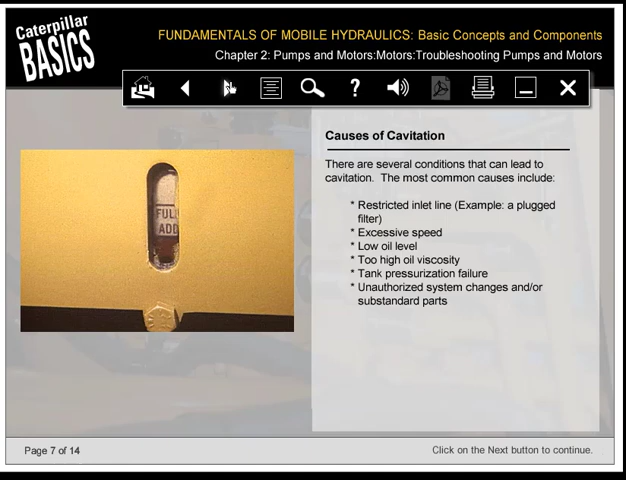 Caterpillar
BASICS
FUNDAMENTALS OF MOBILE HYDRAULICS: Basic Concepts and Components
Chapter 2: Pumps and Motors:Motors:Troubleshooting Pumps and Motors
?
Causes of Cavitation
There are several conditions that can lead to
cavitation. The most common causes include:
* Restricted inlet line (Example: a plugged
filter)
* Excessive speed
* Low oil level
* Too high oil viscosity
* Tank pressurization failure
* Unauthorized system changes and/or
substandard parts
FULL
ADD
Page 7 of 14
Click on the Next button to continue.